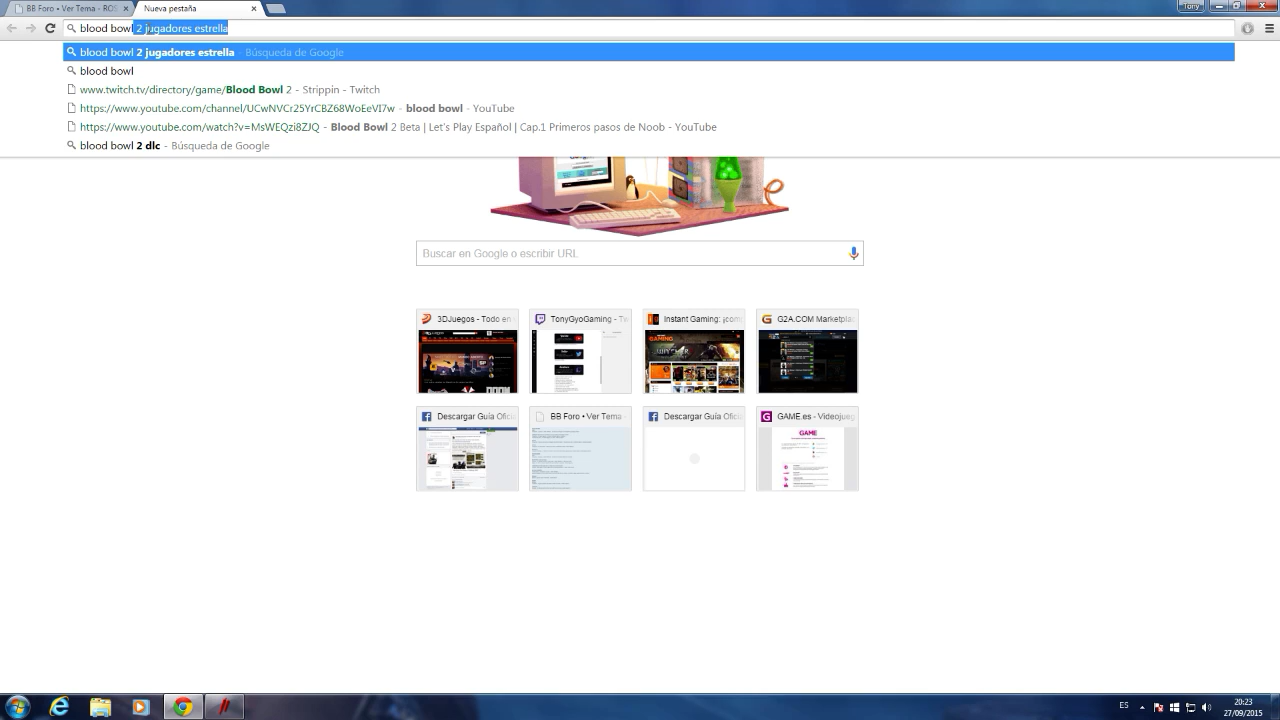 BB Foro • Ver Tema - ROS
Nueva pestaña
Tony
blood bowl 2 jugadores estrella
blood bowl 2 jugadores estrella - Búsqueda de Google
blood bowl
www.twitch.tv/directory/game/Blood Bowl 2 - Strippin - Twitch
https://www.youtube.com/channel/UCwNVCr25YrCBZ68WoEeVI7w - blood bowl - YouTube
https://www.youtube.com/watch?v=MsWEQzi8ZJQ - Blood Bowl 2 Beta | Let's Play Español | Cap.1 Primeros pasos de Noob - YouTube
blood bowl 2 dlc - Búsqueda de Google
Buscar en Google o escribir URL
3DJuegos - Todo en
TonyGyoGaming - Tw
Instant Gaming: ¡com
G2A.COM Marketpla
Descargar Guía Ofici
BB Foro • Ver Tema -
Descargar Guía Ofici
GAME.es - Videojueg
GAME
ES
20:23
27/09/2015